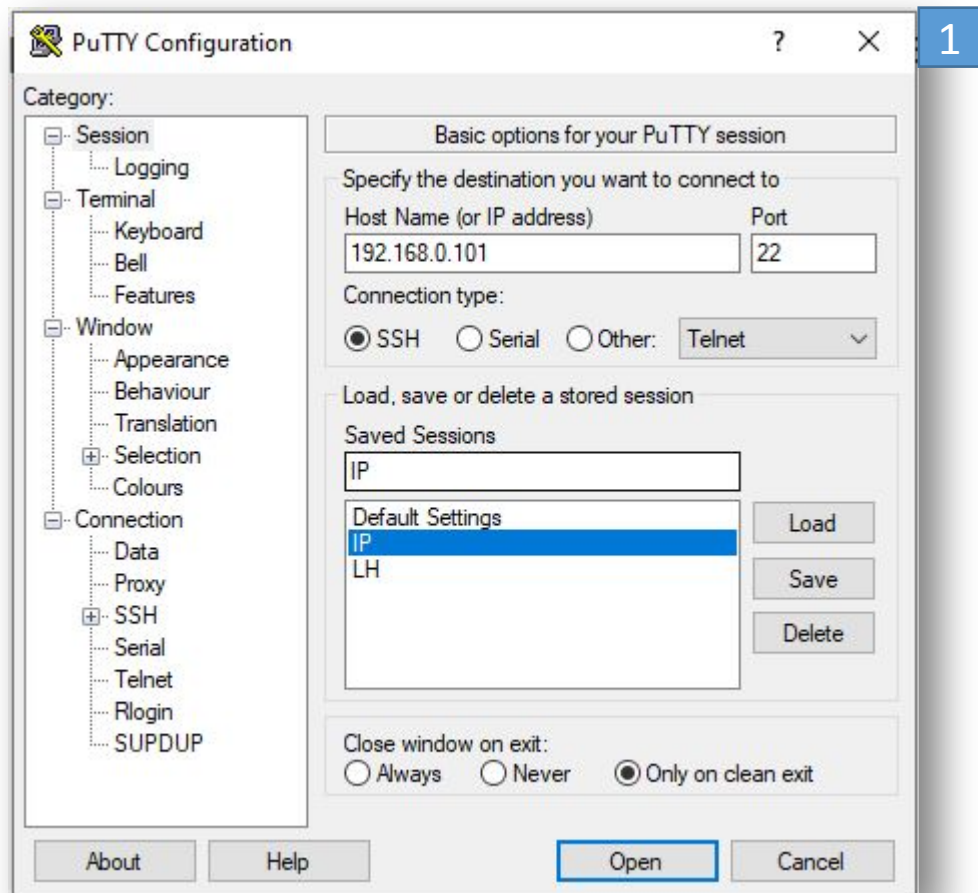 PuTTY Configuration
?
1
Category:
Session
Logging
Terminal
Keyboard
Bell
Features
Window
Appearance
Behaviour
Translation
Selection
Colours
Connection
Data
Proxy
SSH
Serial
Telnet
Rlogin
SUPDUP
Basic options for your PuTTY session
Specify the destination you want to connect to
Host Name (or IP address) Port
192.168.0.101 22
Connection type:
SSH Serial Other: Telnet
Load, save or delete a stored session
Saved Sessions
IP
Default Settings
IP
LH
Load
Save
Delete
Close window on exit:
Always Never Only on clean exit
About Help Open Cancel